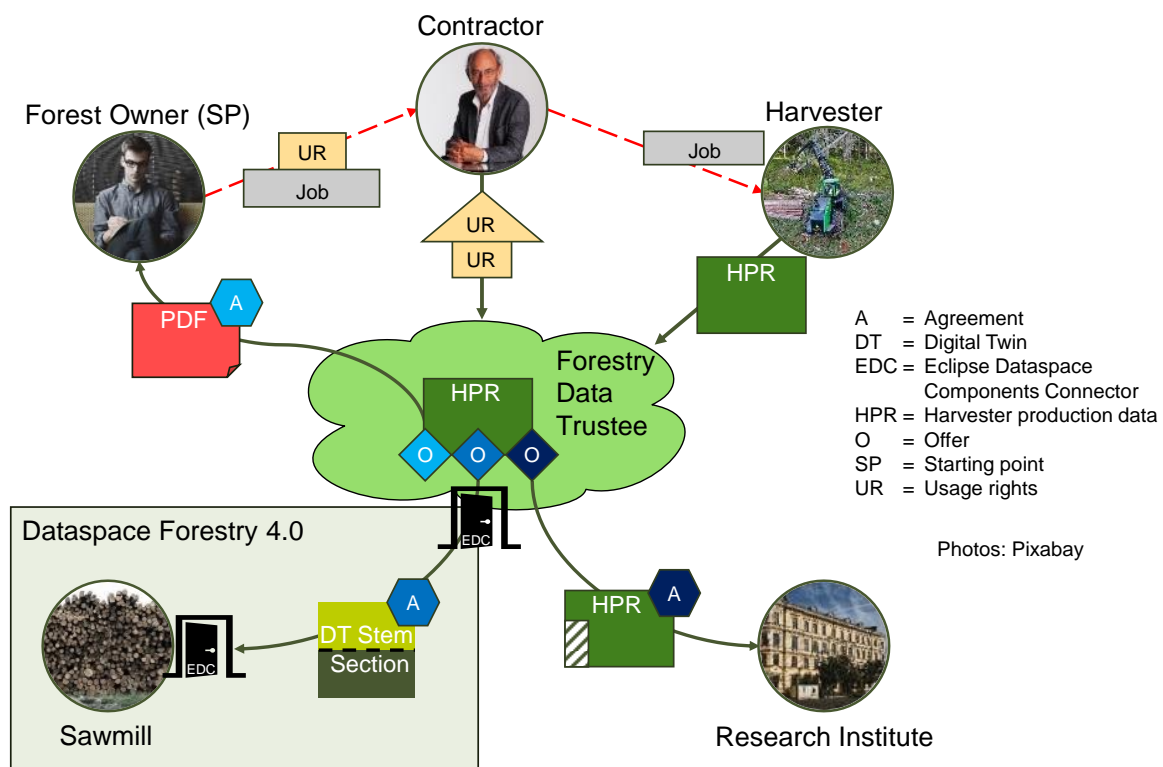 Contractor
Forest Owner (SP)
Harvester
UR
Job
Job
UR
UR
HPR
A
PDF
Forestry
Data
Trustee
HPR
O
O
O
A = Agreement
DT = Digital Twin
EDC = Eclipse Dataspace
Components Connector
HPR = Harvester production data
O = Offer
SP = Starting point
UR = Usage rights
Photos: Pixabay
Dataspace Forestry 4.0
EDC
A
DT Stem
Section
EDC
Sawmill
A
HPR
Research Institute